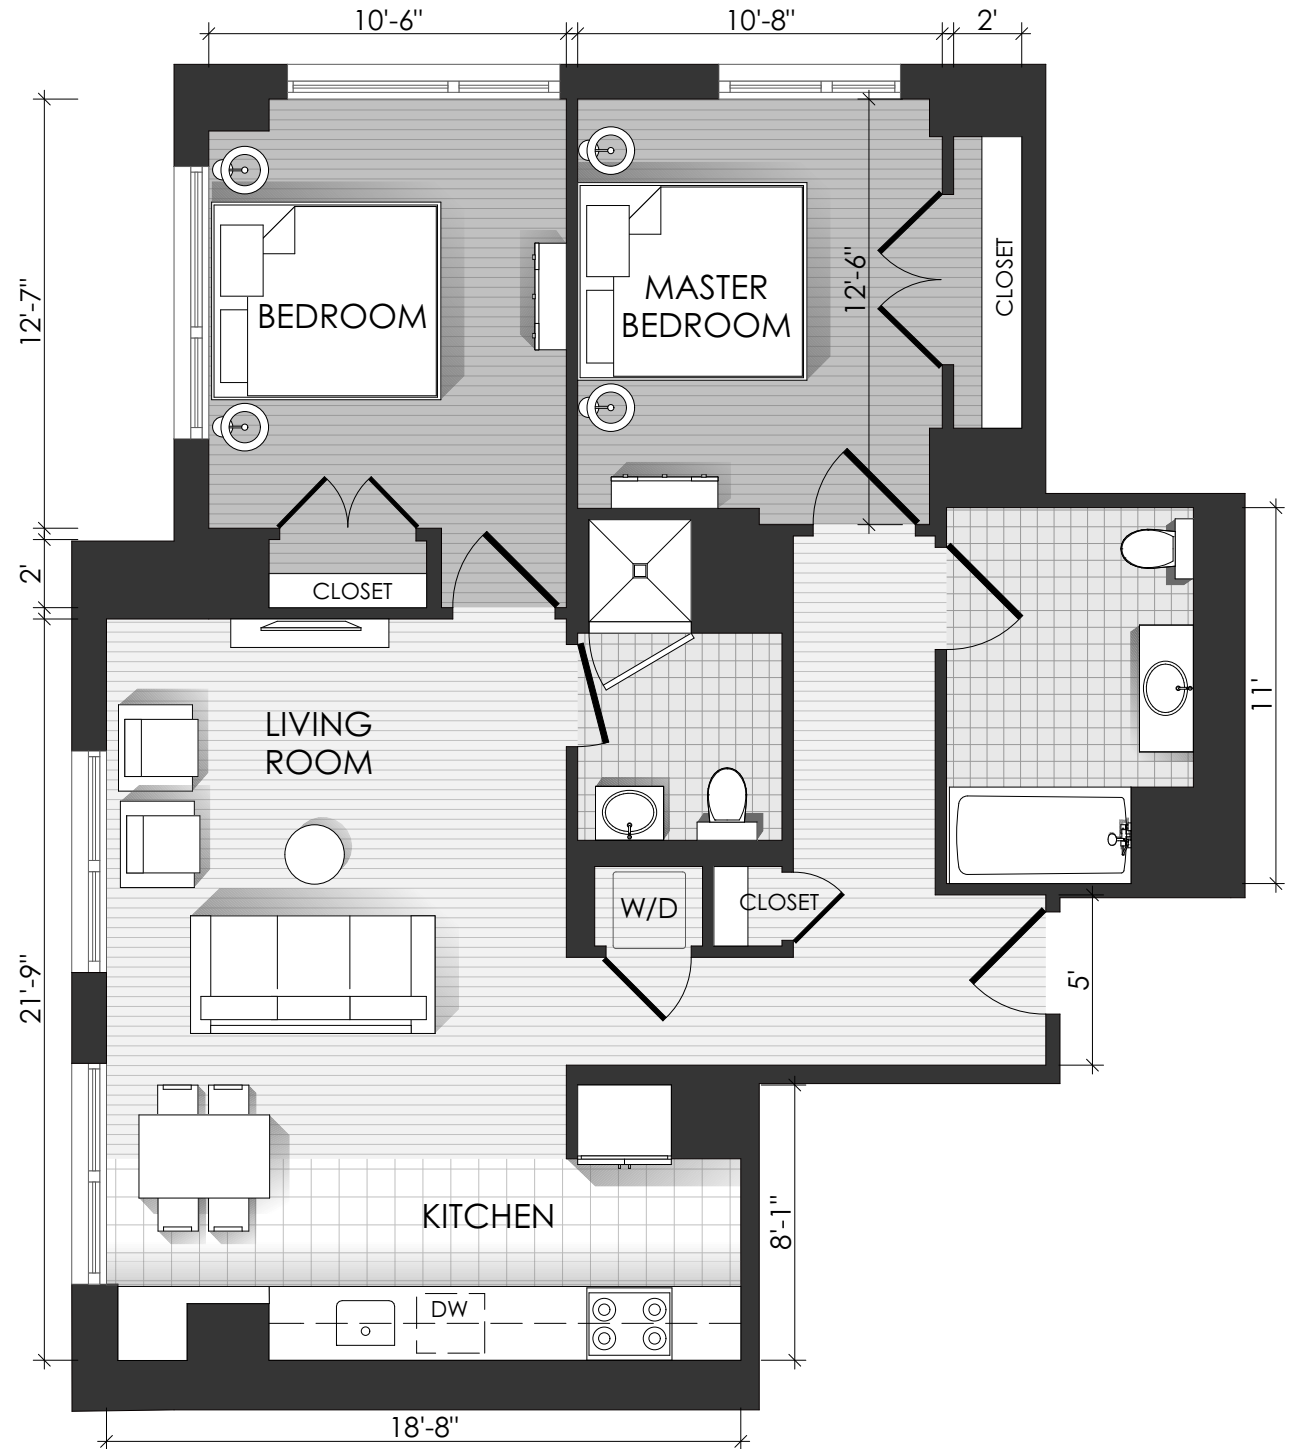 10'-6"
10'-8"
2'
12'-7"
BEDROOM
MASTER
BEDROOM
12'-6"
CLOSET
2'
CLOSET
LIVING
ROOM
11'
W/D
CLOSET
21'-9"
5'
KITCHEN
8'-1"
DW
18'-8"